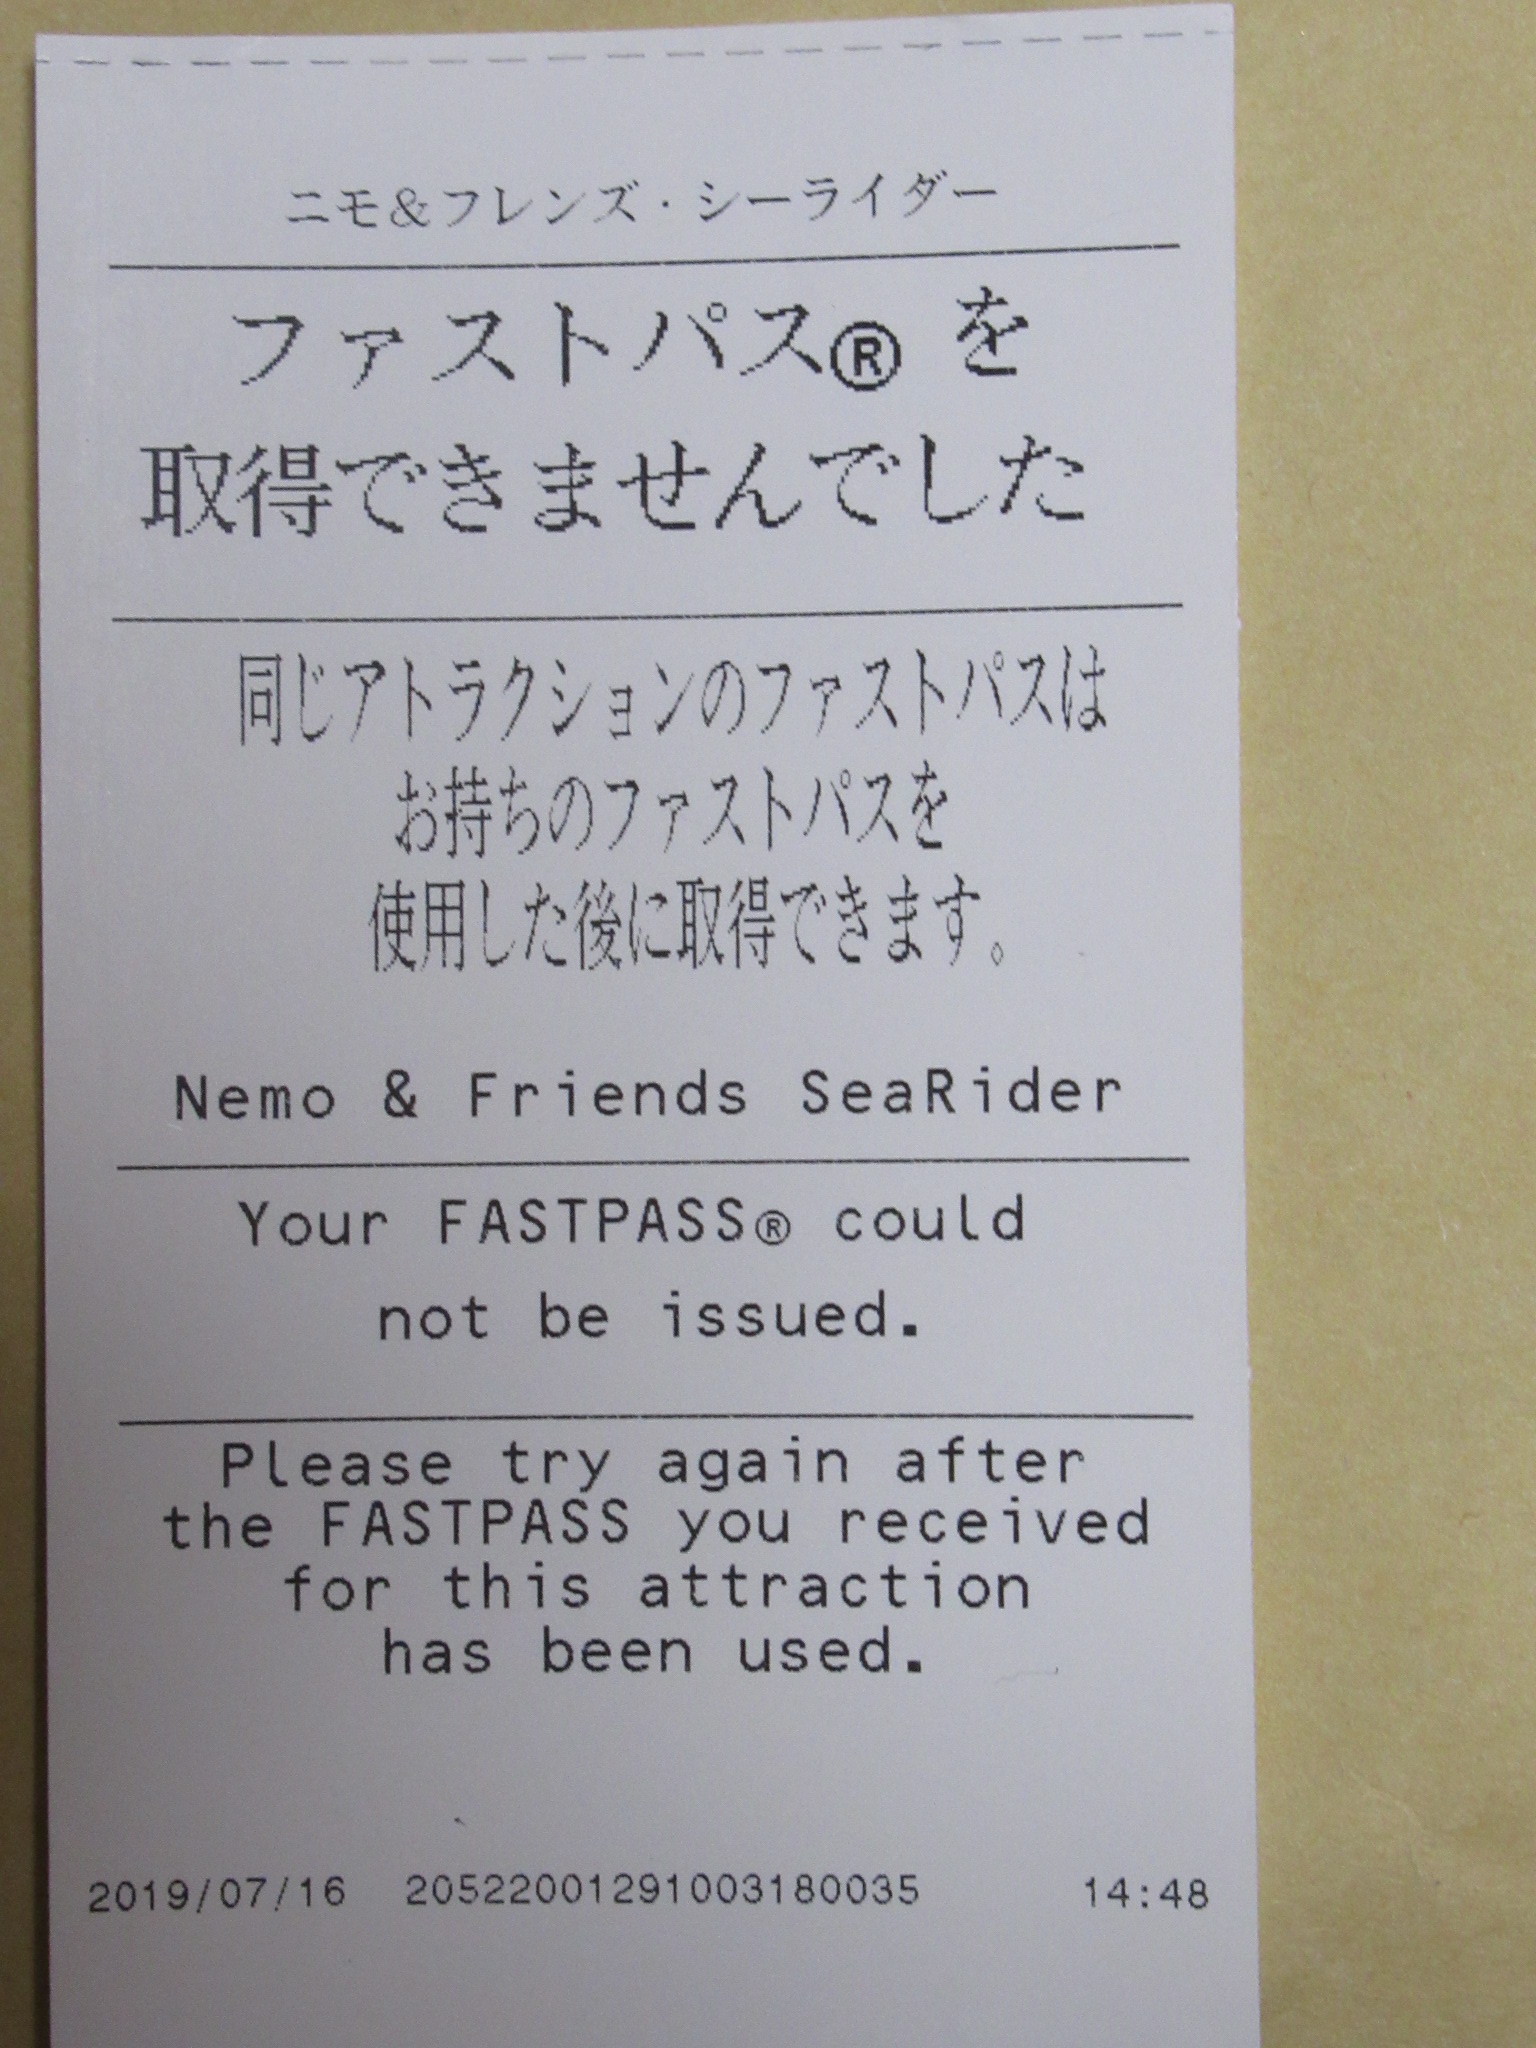 ニモ＆フレンズ・シーライダー
ファストパス® を
取得できませんでした
同じアトラクションのファストパスは
お持ちのファストパスを
使用した後に取得できます。
Nemo & Friends SeaRider
Your FASTPASS® could
not be issued.
Please try again after
the FASTPASS you received
for this attraction
has been used.
2019/07/16 20522001291003180035 14:48